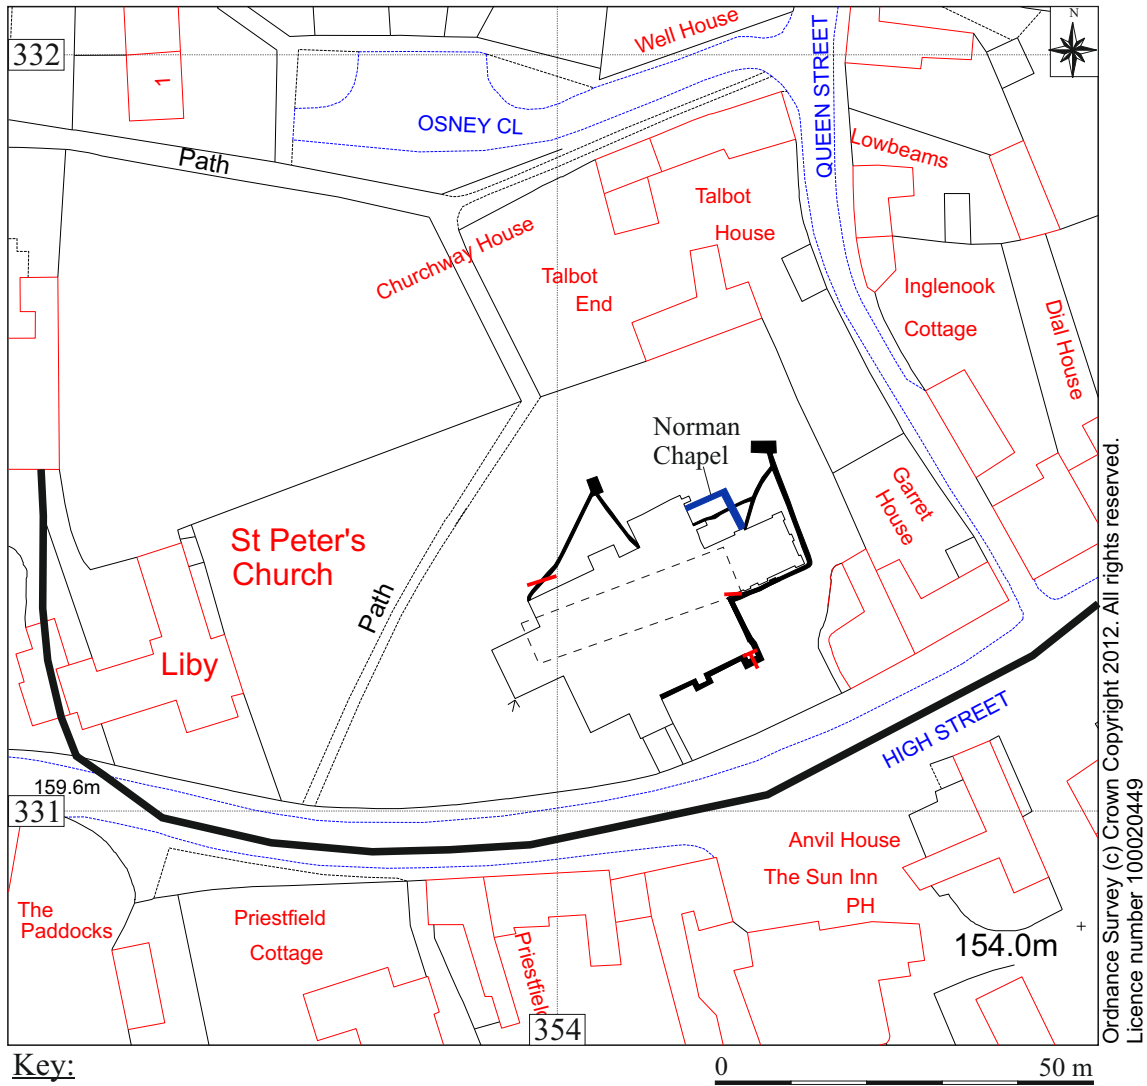 N
332
Well House
1
OSNEY CL
QUEEN STREET
Path
Lowbeams
Talbot
House
Churchway House
Talbot
End
Inglenook
Cottage
Dial House
Norman
Chapel
Garret
House
St Peter's
Church
Path
Liby
HIGH STREET
159.6m
331
Anvil House
The Sun Inn
PH
The
Paddocks
Priestfield
Cottage
Priestfield
154.0m
354
Ordnance Survey (c) Crown Copyright 2012. All rights reserved.
Licence number 100020449
Key:
0 50 m